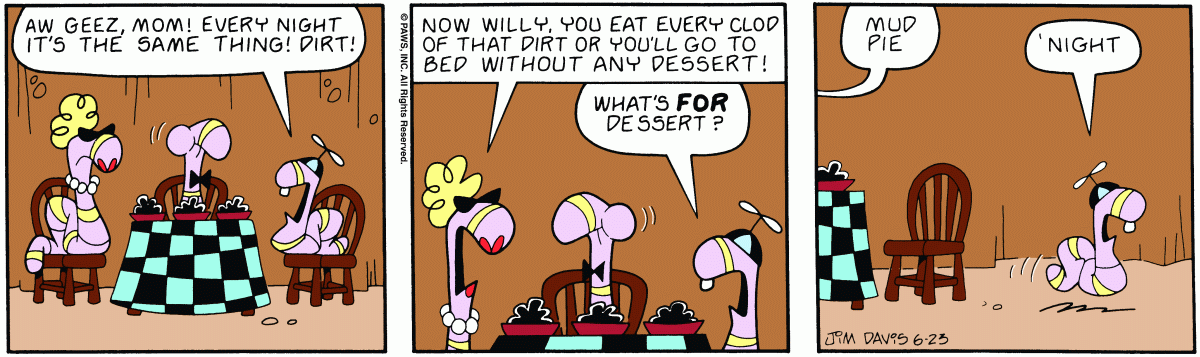 AW GEEZ, MOM! EVERY NIGHT
IT'S THE SAME THING! DIRT!
© PAWS, INC. All Rights Reserved.
NOW WILLY, YOU EAT EVERY CLOD
OF THAT DIRT OR YOU'LL GO TO
BED WITHOUT ANY DESSERT!
WHAT'S FOR
DESSERT?
MUD
PIE
'NIGHT
JIM DAVIS 6-23